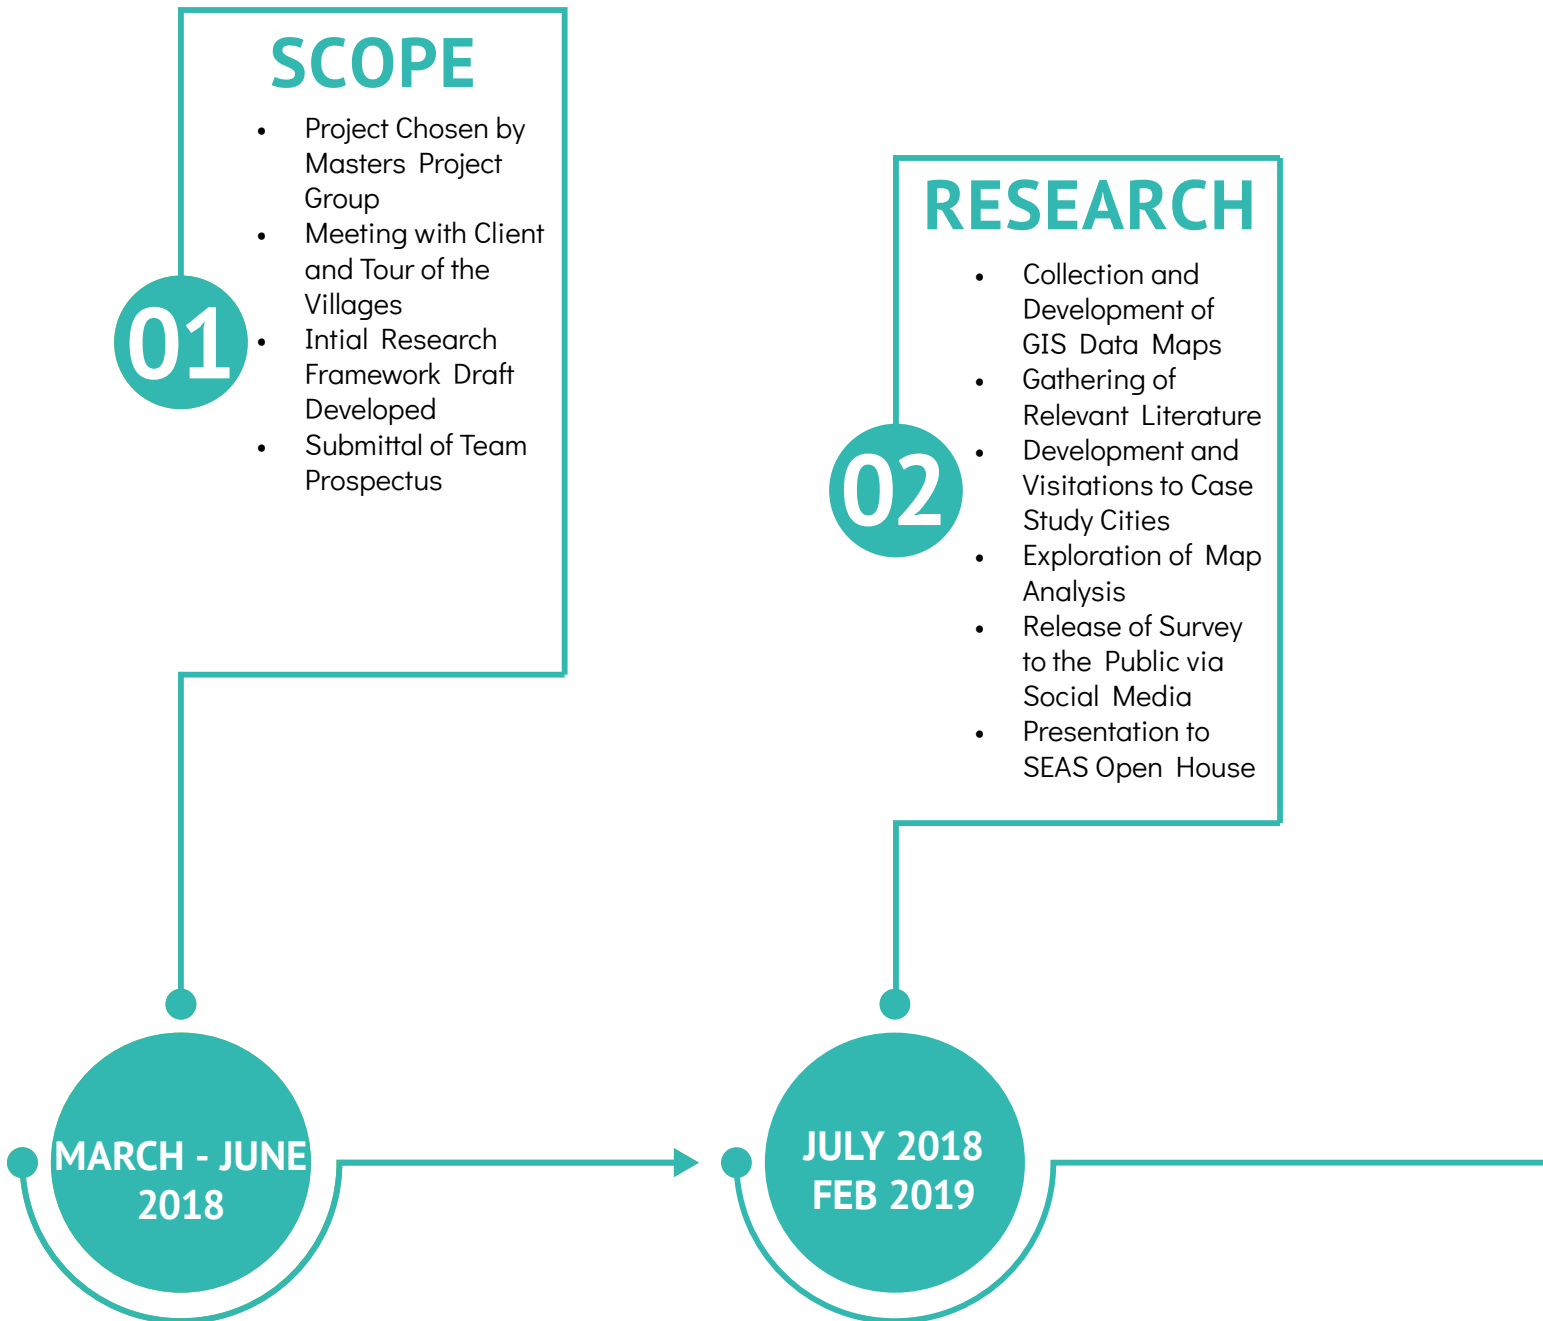 SCOPE
• Project Chosen by
Masters Project
Group
• Meeting with Client
and Tour of the
Villages
• Intial Research
Framework Draft
Developed
• Submittal of Team
Prospectus
01
MARCH - JUNE
2018
RESEARCH
• Collection and
Development of
GIS Data Maps
• Gathering of
Relevant Literature
• Development and
Visitations to Case
Study Cities
• Exploration of Map
Analysis
• Release of Survey
to the Public via
Social Media
• Presentation to
SEAS Open House
02
JULY 2018
FEB 2019